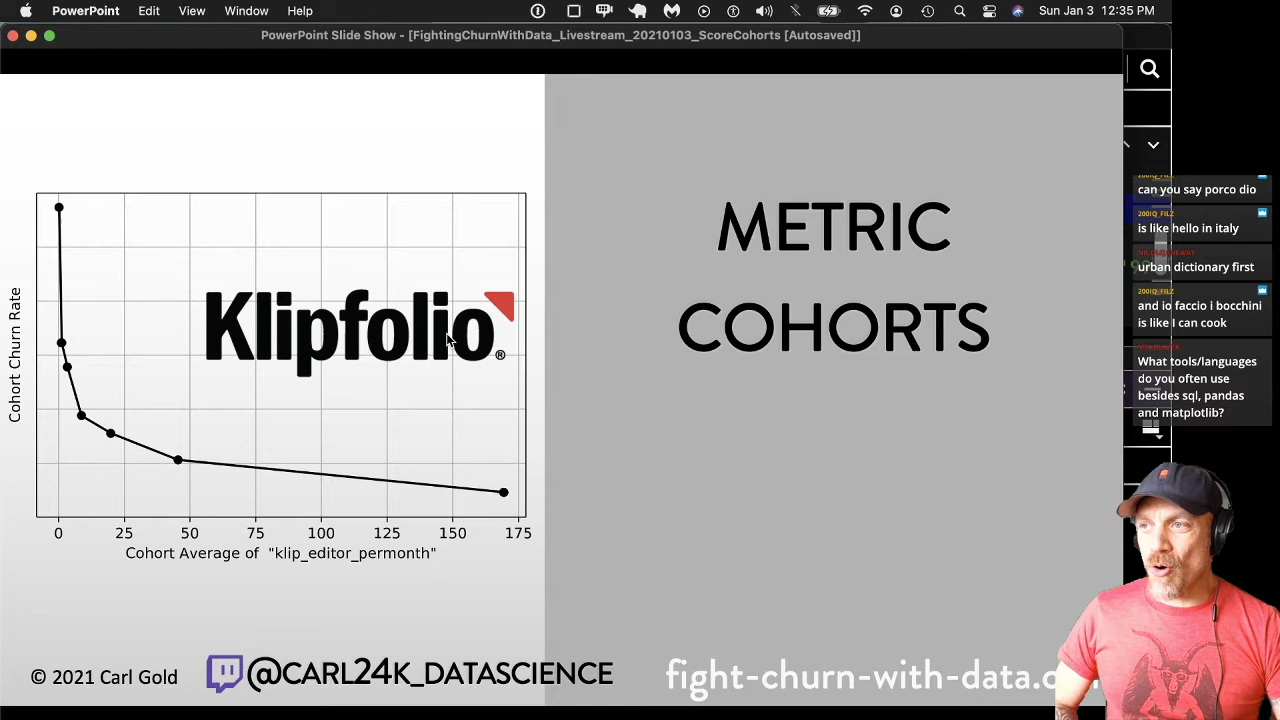 PowerPoint Edit View Window Help Sun Jan 3 12:35 PM
PowerPoint Slide Show - [FightingChurnWithData_Livestream_20210103_ScoreCohorts [Autosaved]]
METRIC
COHORTS
Klipfolio®
Cohort Churn Rate
0 25 50 75 100 125 150 175
Cohort Average of "klip_editor_permonth"
© 2021 Carl Gold
@CARL24K_DATASCIENCE
fight-churn-with-data.c
200IQ_FILZ
can you say porco dio
200IQ_FILZ
is like hello in italy
urban dictionary first
200IQ_FILZ
and io faccio i bocchini
is like I can cook
What tools/languages
do you often use
besides sql, pandas
and matplotlib?